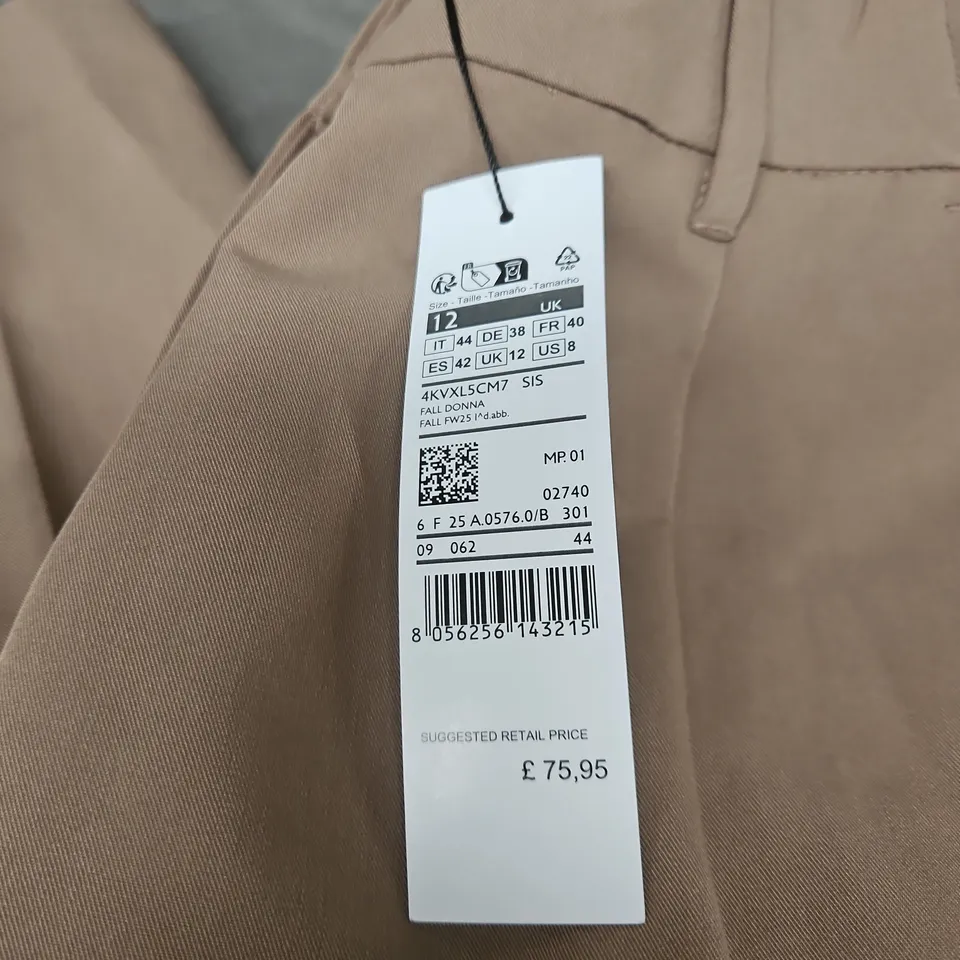 FR
22
PAP
Size - Taille -Tamaño -Tamanho
12 UK
IT 44 DE 38 FR 40
ES 42 UK 12 US 8
4KVXL5CM7 SIS
FALL DONNA
FALL FW25 I^d.abb.
MP. 01
02740
6 F 25 A.0576.0/B 301
09 062 44
8 056256 143215
SUGGESTED RETAIL PRICE
£ 75,95